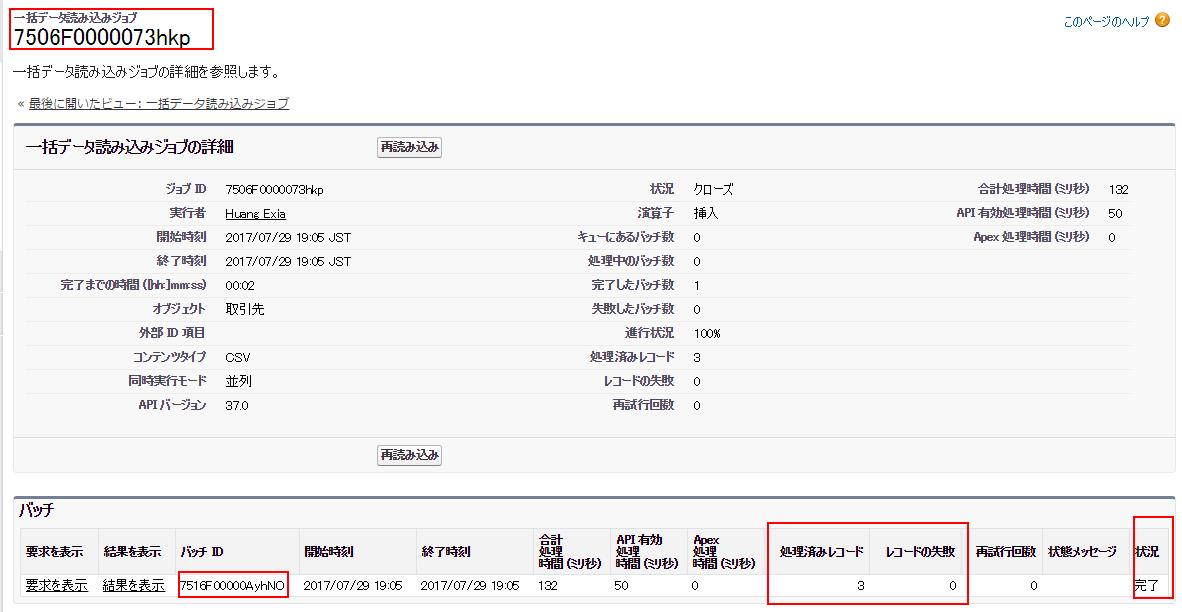 一括データ読み込みジョブ
7506F0000073hkp
このページのヘルプ ?
一括データ読み込みジョブの詳細を参照します。
« 最後に開いたビュー: 一括データ読み込みジョブ
一括データ読み込みジョブの詳細 再読み込み
ジョブ ID 7506F0000073hkp 状況 クローズ 合計処理時間 (ミリ秒) 132
実行者 Huang Exia 演算子 挿入 API 有効処理時間 (ミリ秒) 50
開始時刻 2017/07/29 19:05 JST キューにあるバッチ数 0 Apex 処理時間 (ミリ秒) 0
終了時刻 2017/07/29 19:05 JST 処理中のバッチ数 0
完了までの時間 ([hh:]mm:ss) 00:02 完了したバッチ数 1
オブジェクト 取引先 失敗したバッチ数 0
外部 ID 項目 進行状況 100%
コンテンツタイプ CSV 処理済みレコード 3
同時実行モード 並列 レコードの失敗 0
API バージョン 37.0 再試行回数 0
再読み込み
バッチ
要求を表示 結果を表示 バッチ ID 開始時刻 終了時刻 合計処理時間 (ミリ秒) API 有効処理時間 (ミリ秒) Apex 処理時間 (ミリ秒) 処理済みレコード レコードの失敗 再試行回数 状態メッセージ 状況
要求を表示 結果を表示 7516F00000AyhNO 2017/07/29 19:05 2017/07/29 19:05 132 50 0 3 0 0 完了